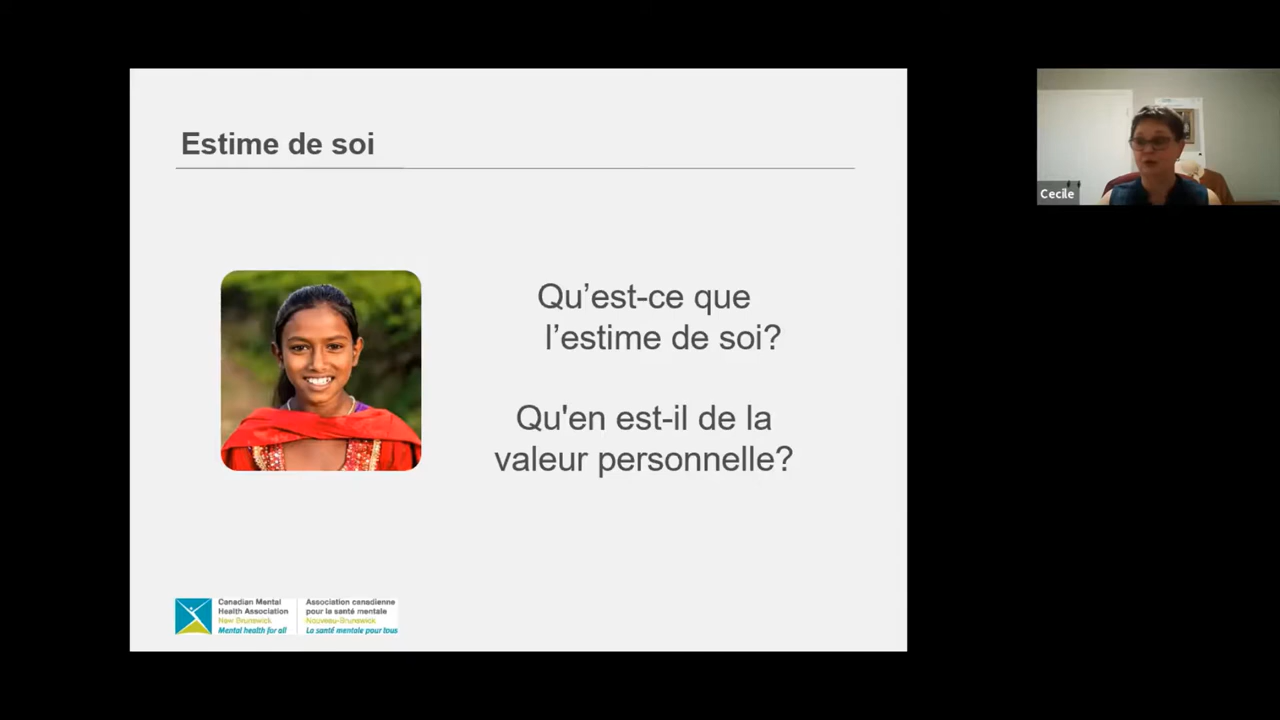 Estime de soi
Qu’est-ce que
l’estime de soi?
Qu'en est-il de la
valeur personnelle?
Cecile
Canadian Mental
Health Association
New Brunswick
Mental health for all
Association canadienne
pour la santé mentale
Nouveau-Brunswick
La santé mentale pour tous